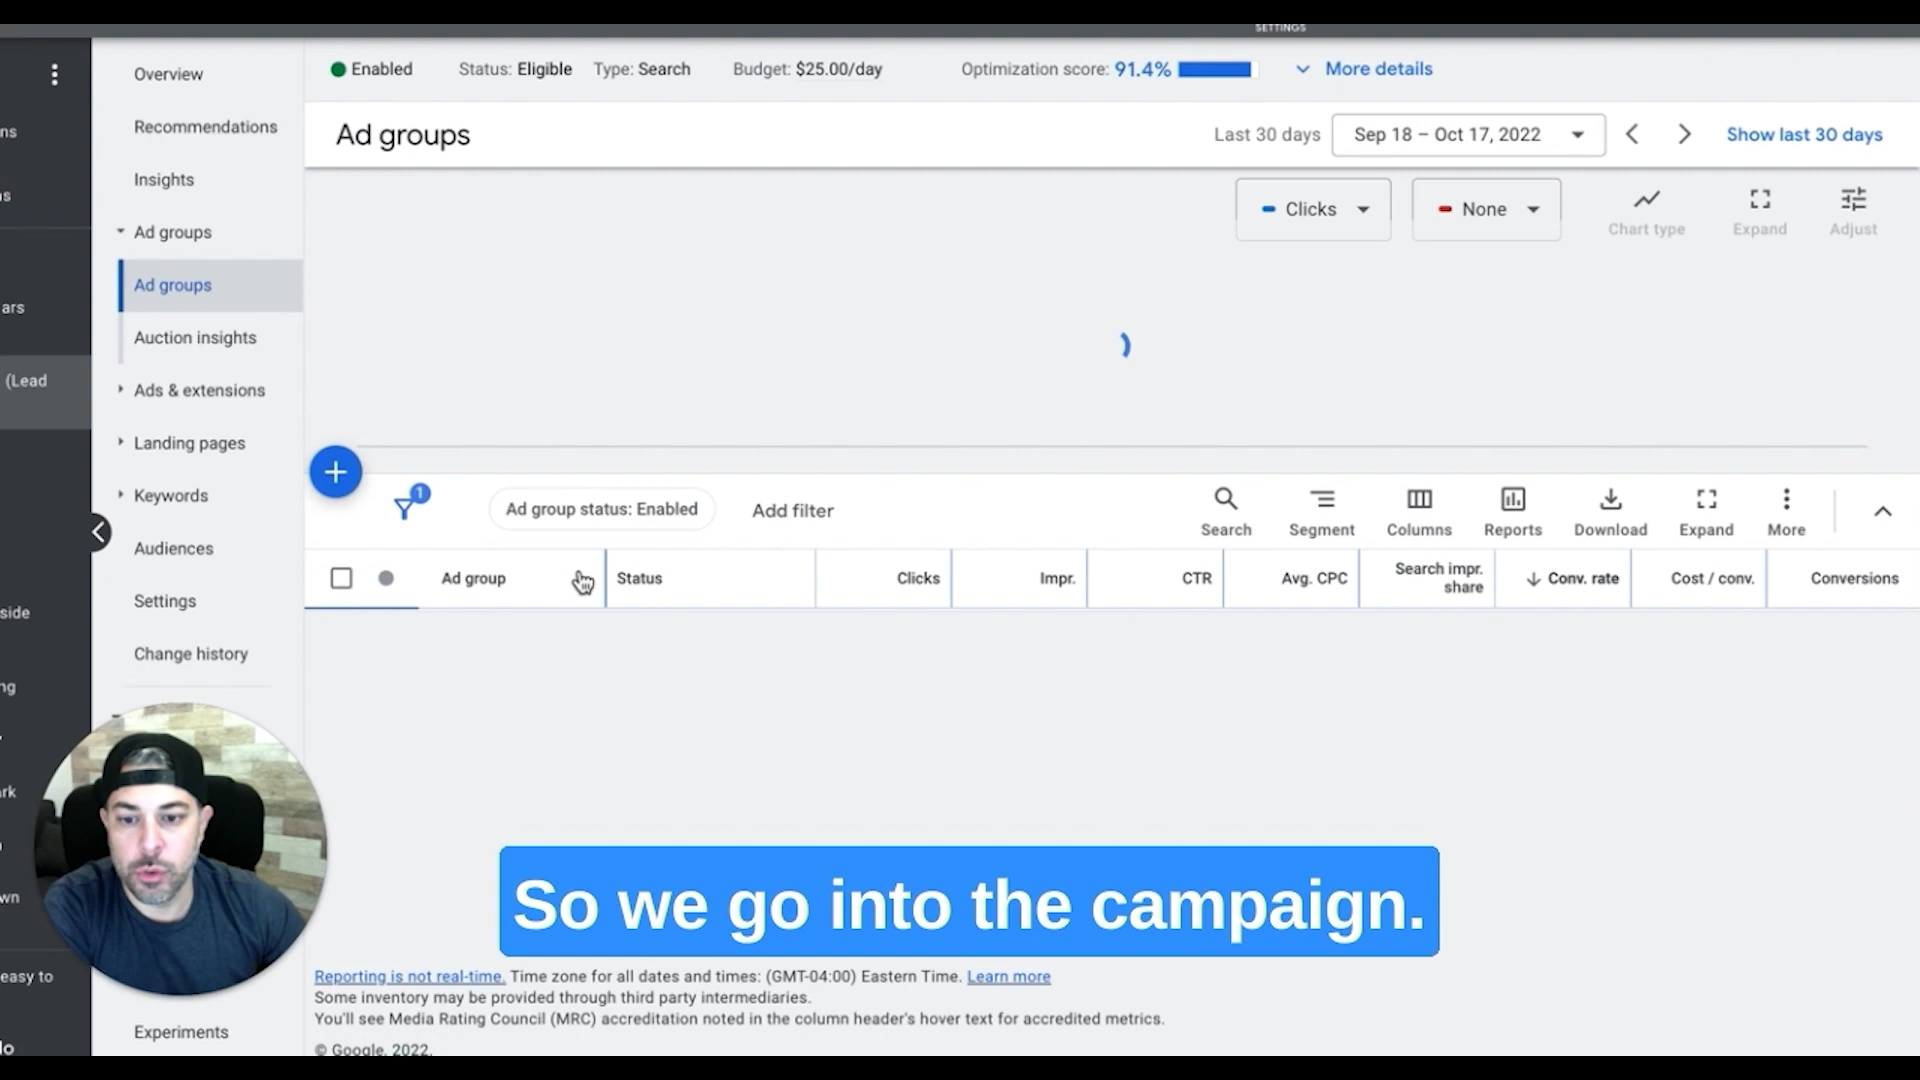 SETTINGS
Enabled
Status: Eligible
Type: Search
Budget: $25.00/day
Optimization score: 91.4%
More details
Ad groups
Last 30 days
Sep 18 – Oct 17, 2022
Show last 30 days
Clicks
None
Chart type
Expand
Adjust
ns
s
ars
(Lead
side
ng
rk
wn
easy to
lo
Overview
Recommendations
Insights
Ad groups
Ad groups
Auction insights
Ads & extensions
Landing pages
Keywords
Audiences
Settings
Change history
Experiments
1
Ad group status: Enabled
Add filter
Search
Segment
Columns
Reports
Download
Expand
More
Ad group
Status
Clicks
Impr.
CTR
Avg. CPC
Search impr.
share
Conv. rate
Cost / conv.
Conversions
So we go into the campaign.
Reporting is not real-time. Time zone for all dates and times: (GMT-04:00) Eastern Time. Learn more
Some inventory may be provided through third party intermediaries.
You'll see Media Rating Council (MRC) accreditation noted in the column header's hover text for accredited metrics.
© Google, 2022.